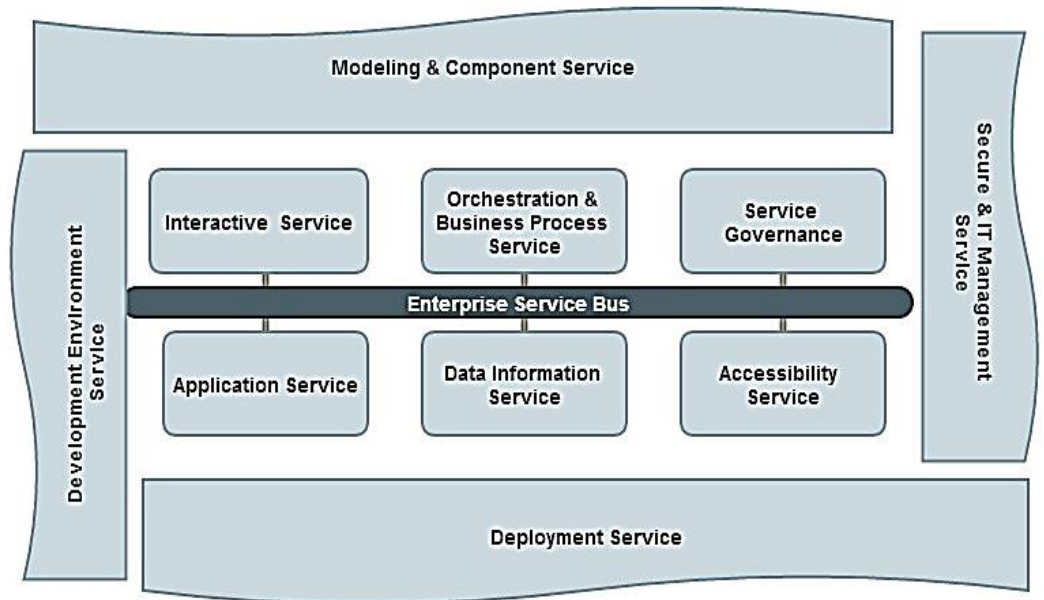 Modeling & Component Service
Secure & IT Management
Service
Development Environment
Service
Interactive Service
Orchestration &
Business Process
Service
Service
Governance
Enterprise Service Bus
Application Service
Data Information
Service
Accessibility
Service
Deployment Service